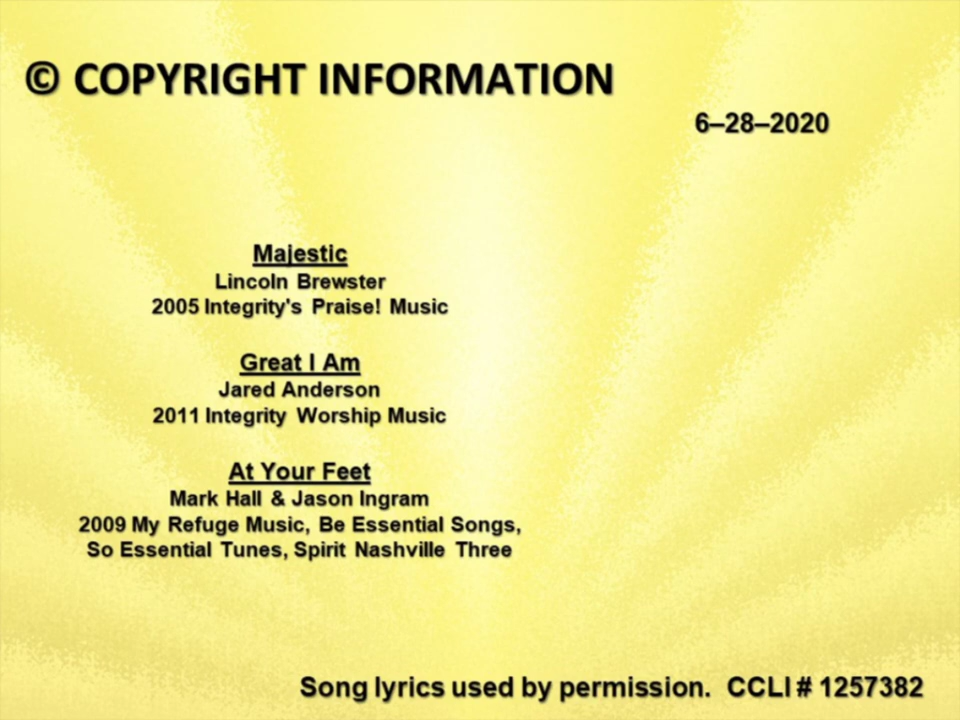 © COPYRIGHT INFORMATION
6–28–2020
Majestic
Lincoln Brewster
2005 Integrity's Praise! Music
Great I Am
Jared Anderson
2011 Integrity Worship Music
At Your Feet
Mark Hall & Jason Ingram
2009 My Refuge Music, Be Essential Songs,
So Essential Tunes, Spirit Nashville Three
Song lyrics used by permission. CCLI # 1257382